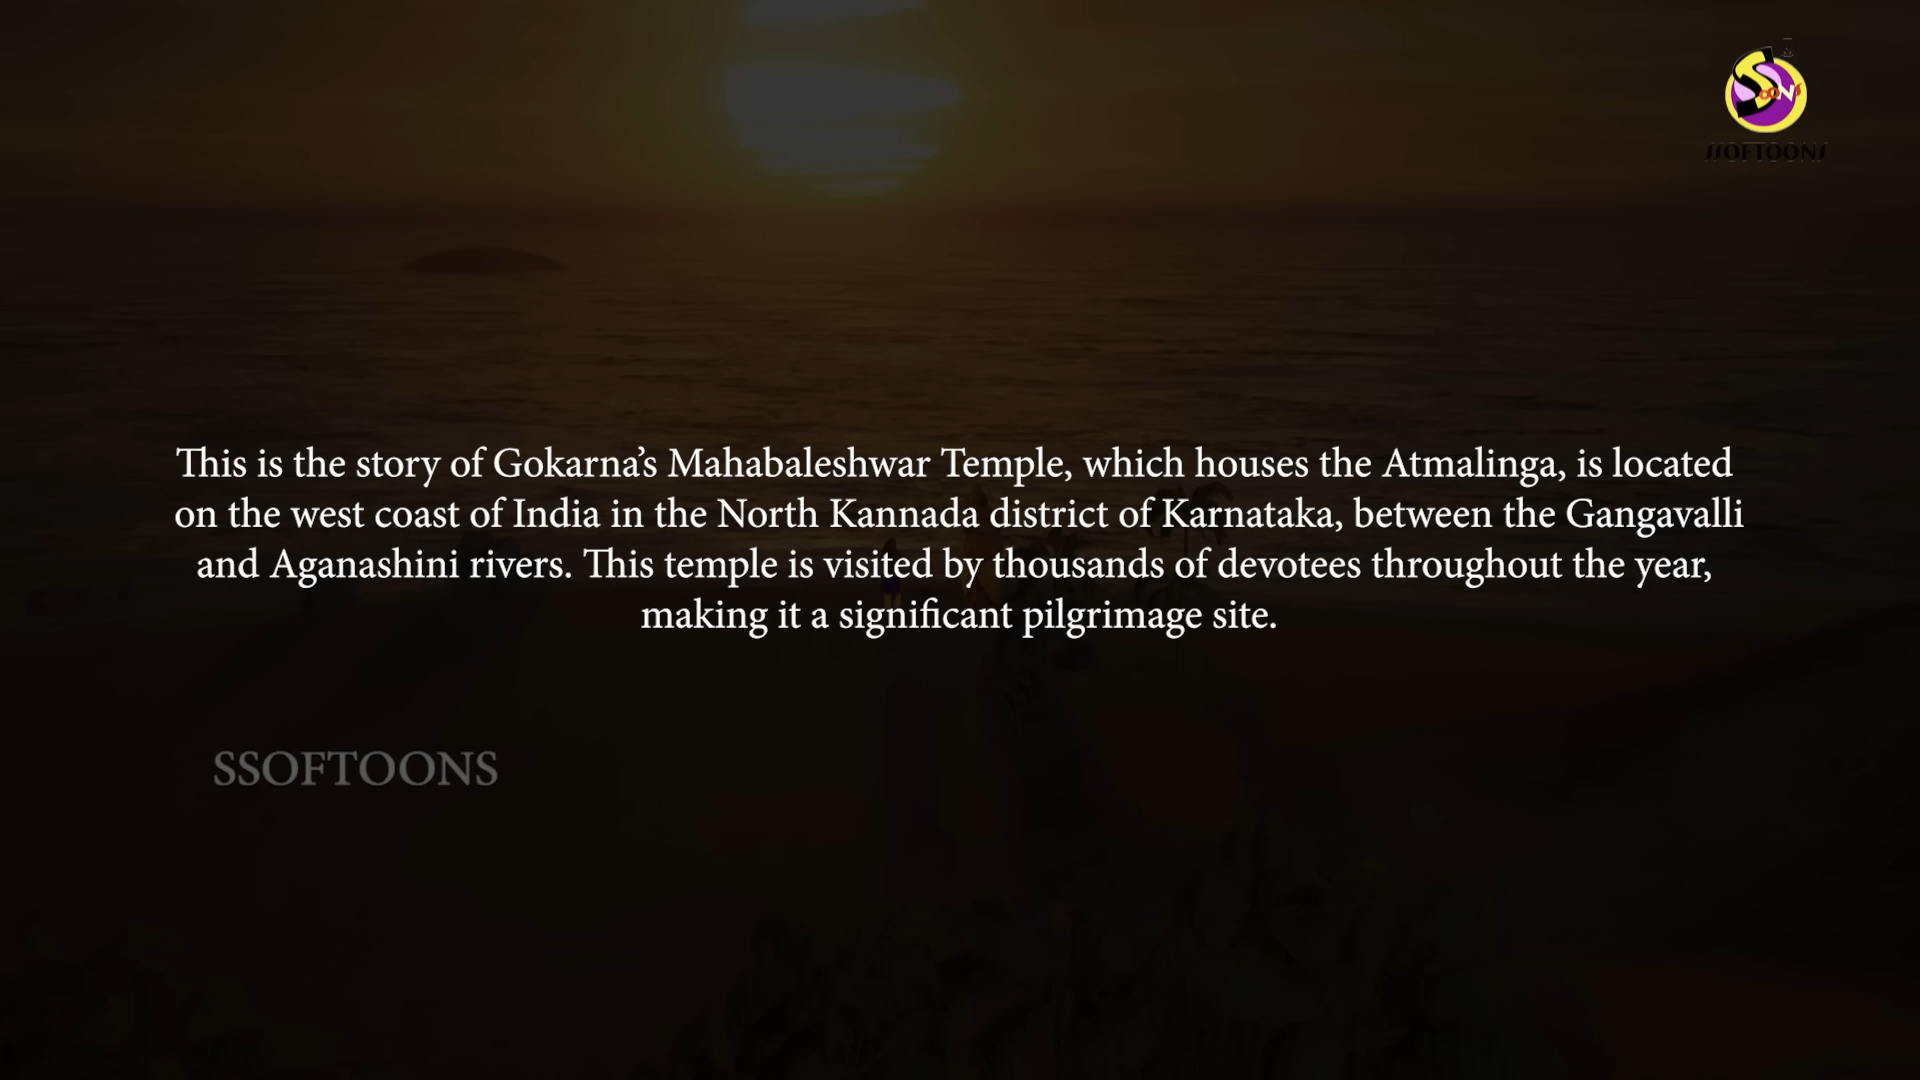 SSOFTOONS
This is the story of Gokarna’s Mahabaleshwar Temple, which houses the Atmalinga, is located
on the west coast of India in the North Kannada district of Karnataka, between the Gangavalli
and Aganashini rivers. This temple is visited by thousands of devotees throughout the year,
making it a significant pilgrimage site.
SSOFTOONS